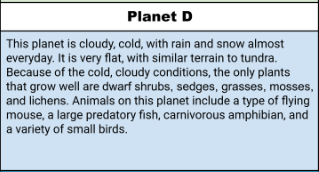 Planet D
This planet is cloudy, cold, with rain and snow almost
everyday. It is very flat, with similar terrain to tundra.
Because of the cold, cloudy conditions, the only plants
that grow well are dwarf shrubs, sedges, grasses, mosses,
and lichens. Animals on this planet include a type of flying
mouse, a large predatory fish, carnivorous amphibian, and
a variety of small birds.